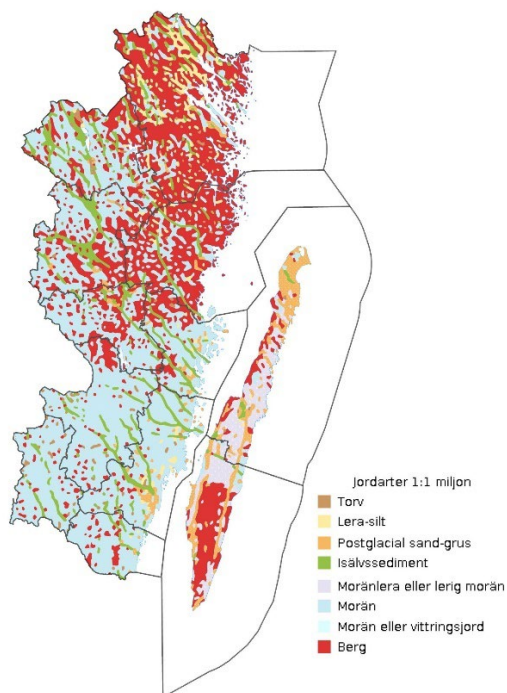 Jordarter 1:1 miljon
Torv
Lera-silt
Postglacial sand-grus
Isälvssediment
Moränlera eller lerig morän
Morän
Morän eller vittringsjord
Berg